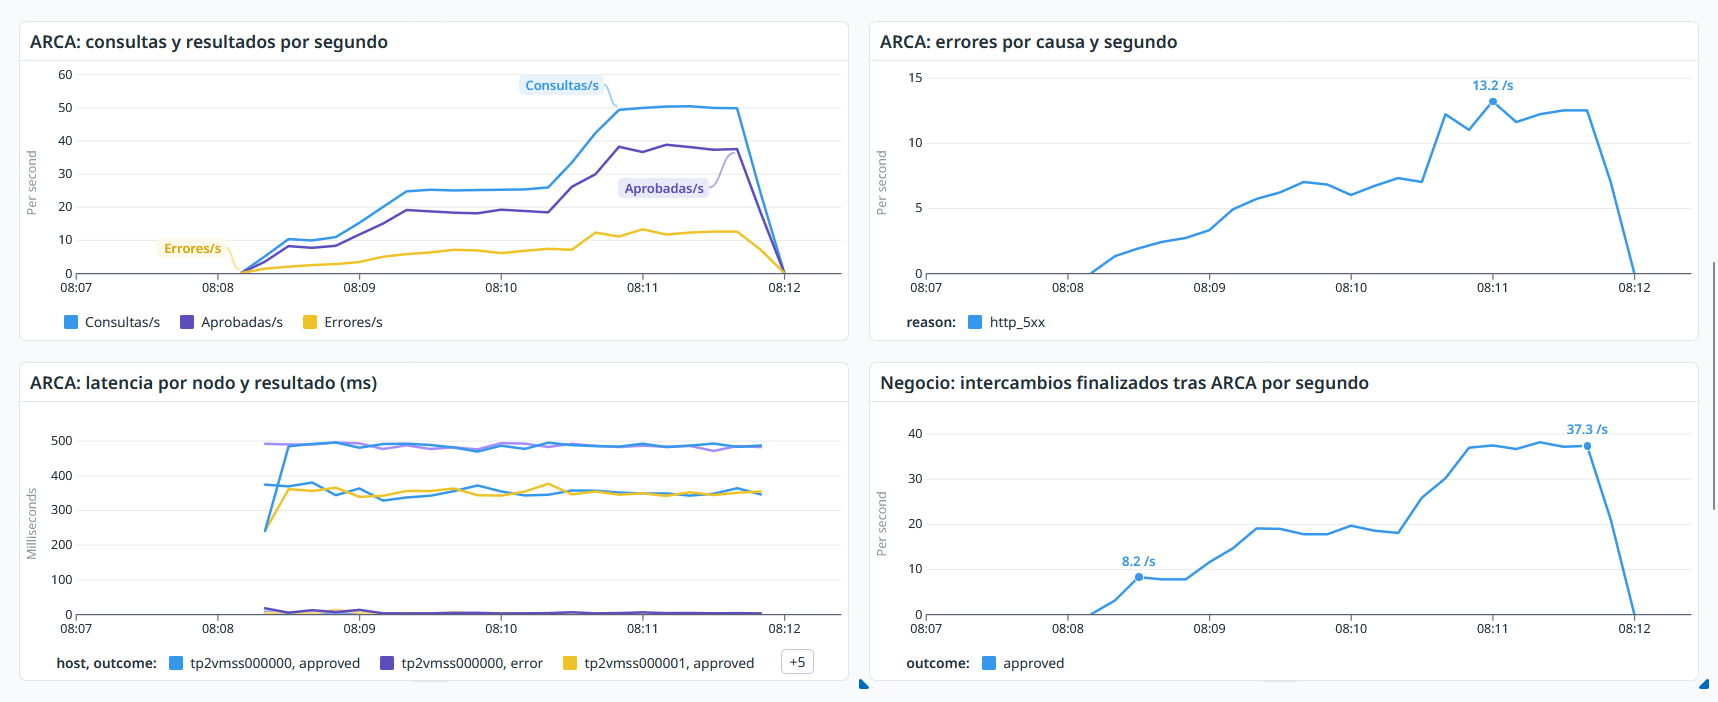 ARCA: consultas y resultados por segundo
60
50
40
30
20
10
0
Per second
Consultas/s
Aprobadas/s
Errores/s
08:07
08:08
08:09
08:10
08:11
08:12
Consultas/s
Aprobadas/s
Errores/s
ARCA: errores por causa y segundo
15
10
5
0
Per second
13.2 /s
08:07
08:08
08:09
08:10
08:11
08:12
reason: http_5xx
ARCA: latencia por nodo y resultado (ms)
500
400
300
200
100
0
Milliseconds
08:07
08:08
08:09
08:10
08:11
08:12
host, outcome: tp2vmss000000, approved tp2vmss000000, error tp2vmss000001, approved +5
Negocio: intercambios finalizados tras ARCA por segundo
40
30
20
10
0
Per second
8.2 /s
37.3 /s
08:07
08:08
08:09
08:10
08:11
08:12
outcome: approved